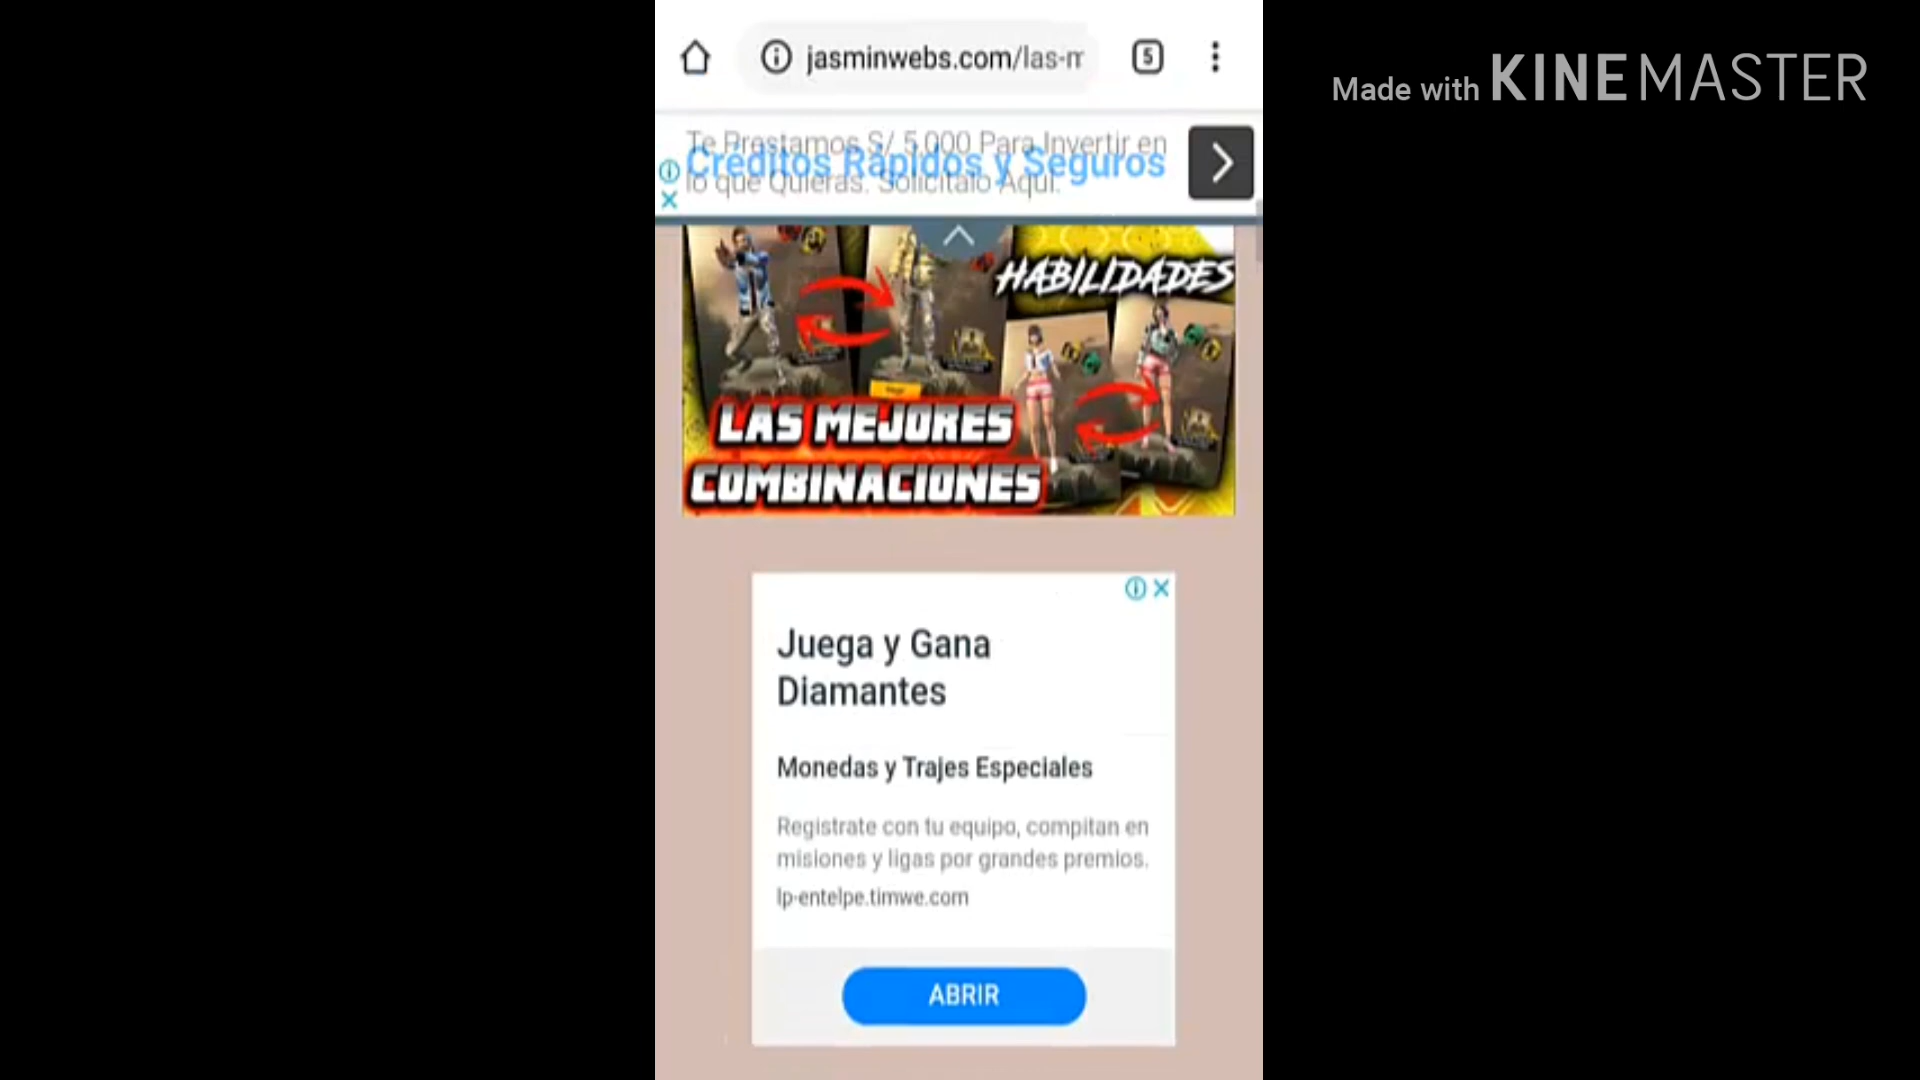 jasminwebs.com/las-m
5
Made with KINEMASTER
Te Prestamos S/ 5,000 Para Invertir en
Créditos Rápidos y Seguros
lo que Quieras. Solicítalo Aquí.
HABILIDADES
LAS MEJORES
COMBINACIONES
Juega y Gana
Diamantes
Monedas y Trajes Especiales
Registrate con tu equipo, compitan en
misiones y ligas por grandes premios.
lp-entelpe.timwe.com
ABRIR